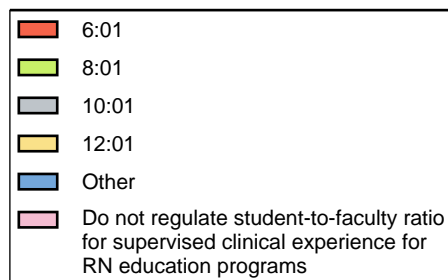 6:01
8:01
10:01
12:01
Other
Do not regulate student-to-faculty ratio
for supervised clinical experience for
RN education programs